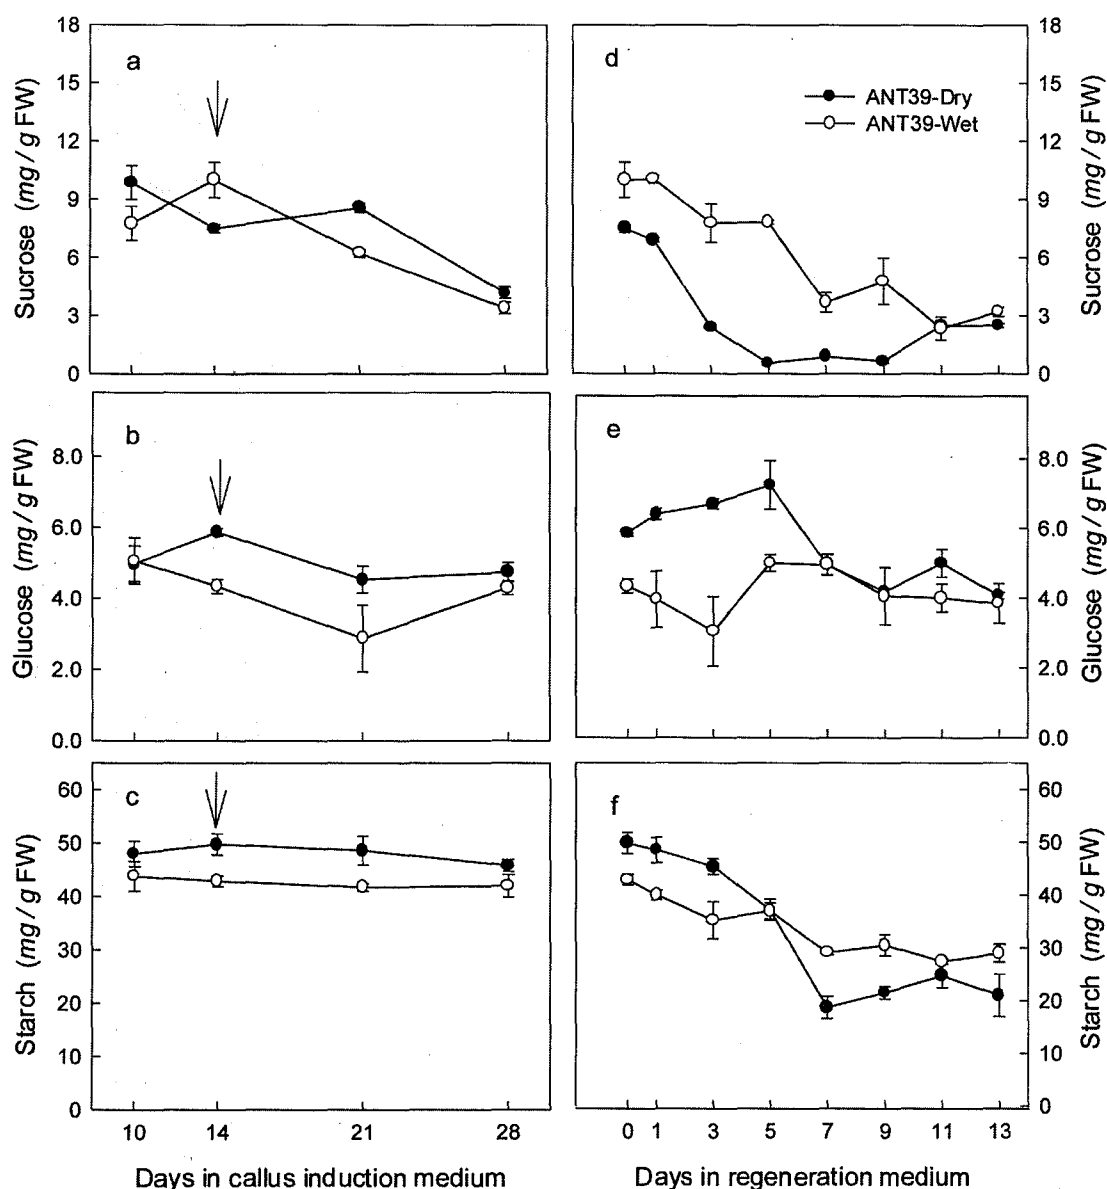 18
15
12
9
6
3
0
Sucrose (mg/g FW)
a
d
ANT39-Dry
ANT39-Wet
18
15
12
9
6
3
0
Sucrose (mg/g FW)
8.0
6.0
4.0
2.0
0.0
Glucose (mg/g FW)
b
e
8.0
6.0
4.0
2.0
0.0
Glucose (mg/g FW)
60
50
40
30
20
10
0
Starch (mg/g FW)
c
f
60
50
40
30
20
10
0
Starch (mg/g FW)
10 14 21 28
0 1 3 5 7 9 11 13
Days in callus induction medium
Days in regeneration medium